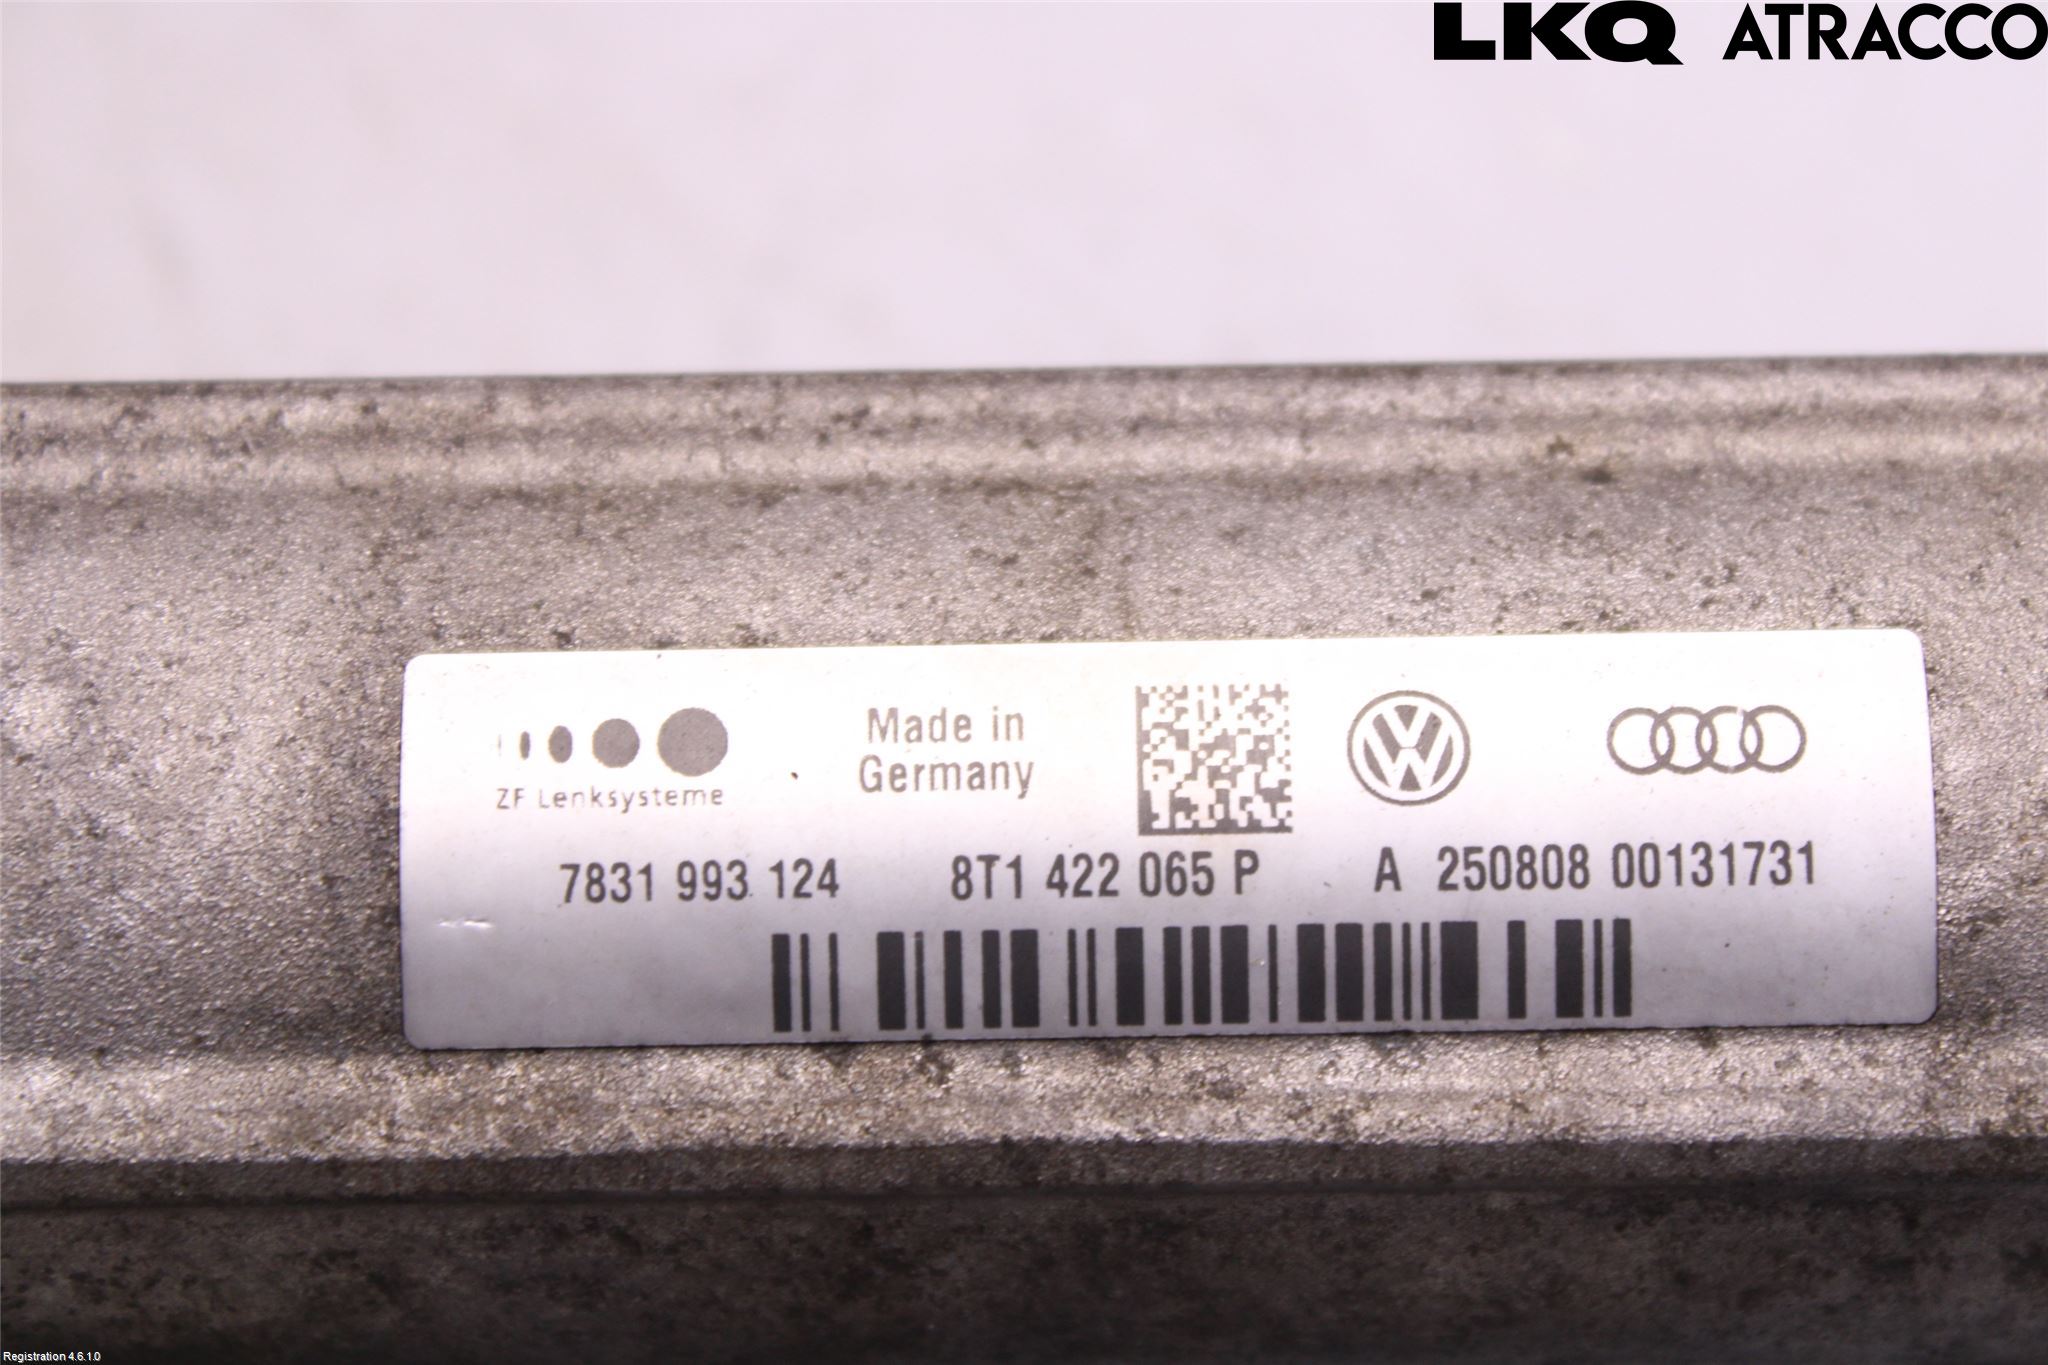 LKQ ATRACCO
Made in
Germany
ZF Lenksysteme
7831 993 124 8T1 422 065 P A 250808 00131731
Registration 4.6.1.0